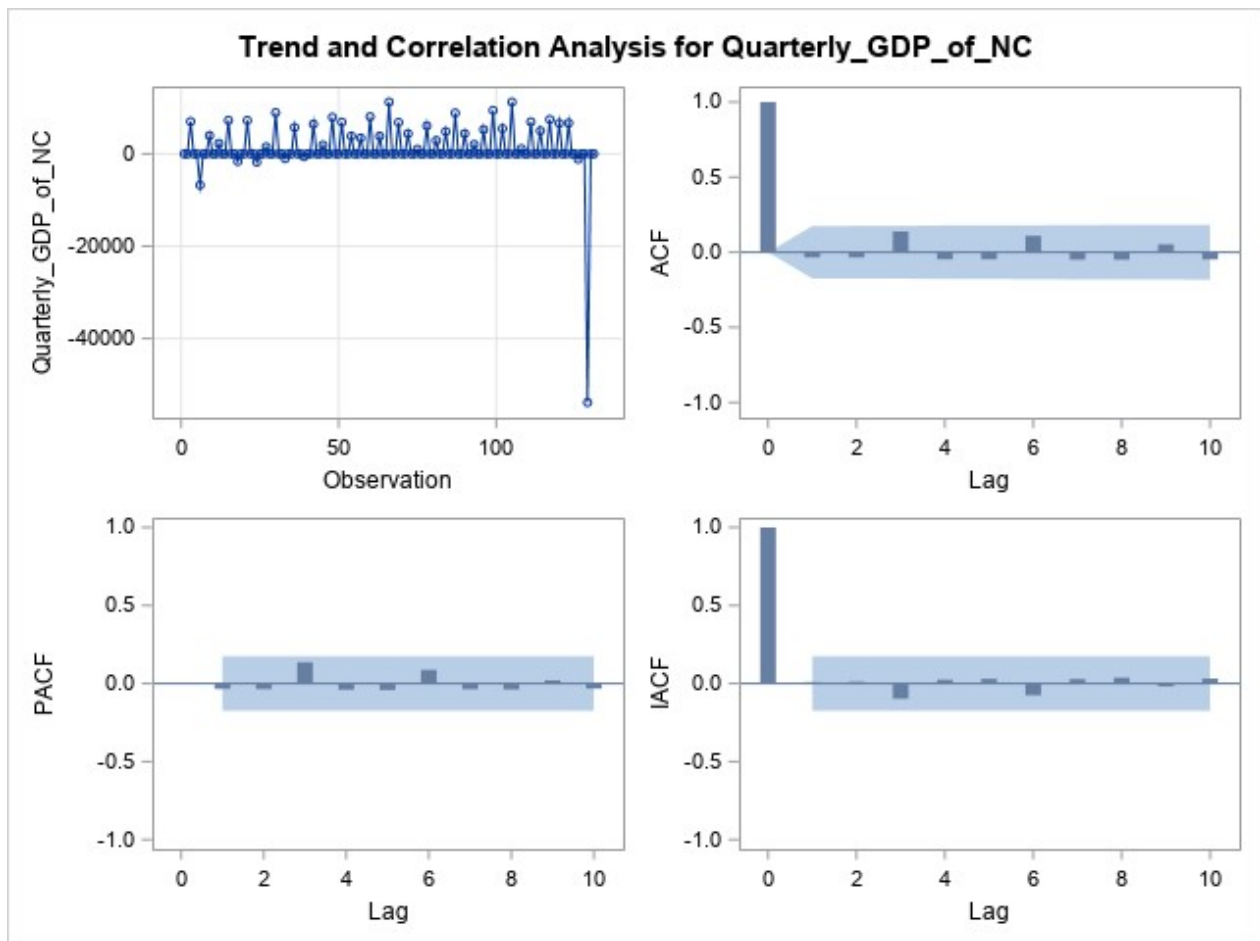 Trend and Correlation Analysis for Quarterly_GDP_of_NC
Quarterly_GDP_of_NC
0
-20000
-40000
0 50 100
Observation
ACF
1.0
0.5
0.0
-0.5
-1.0
0 2 4 6 8 10
Lag
PACF
1.0
0.5
0.0
-0.5
-1.0
0 2 4 6 8 10
Lag
IACF
1.0
0.5
0.0
-0.5
-1.0
0 2 4 6 8 10
Lag